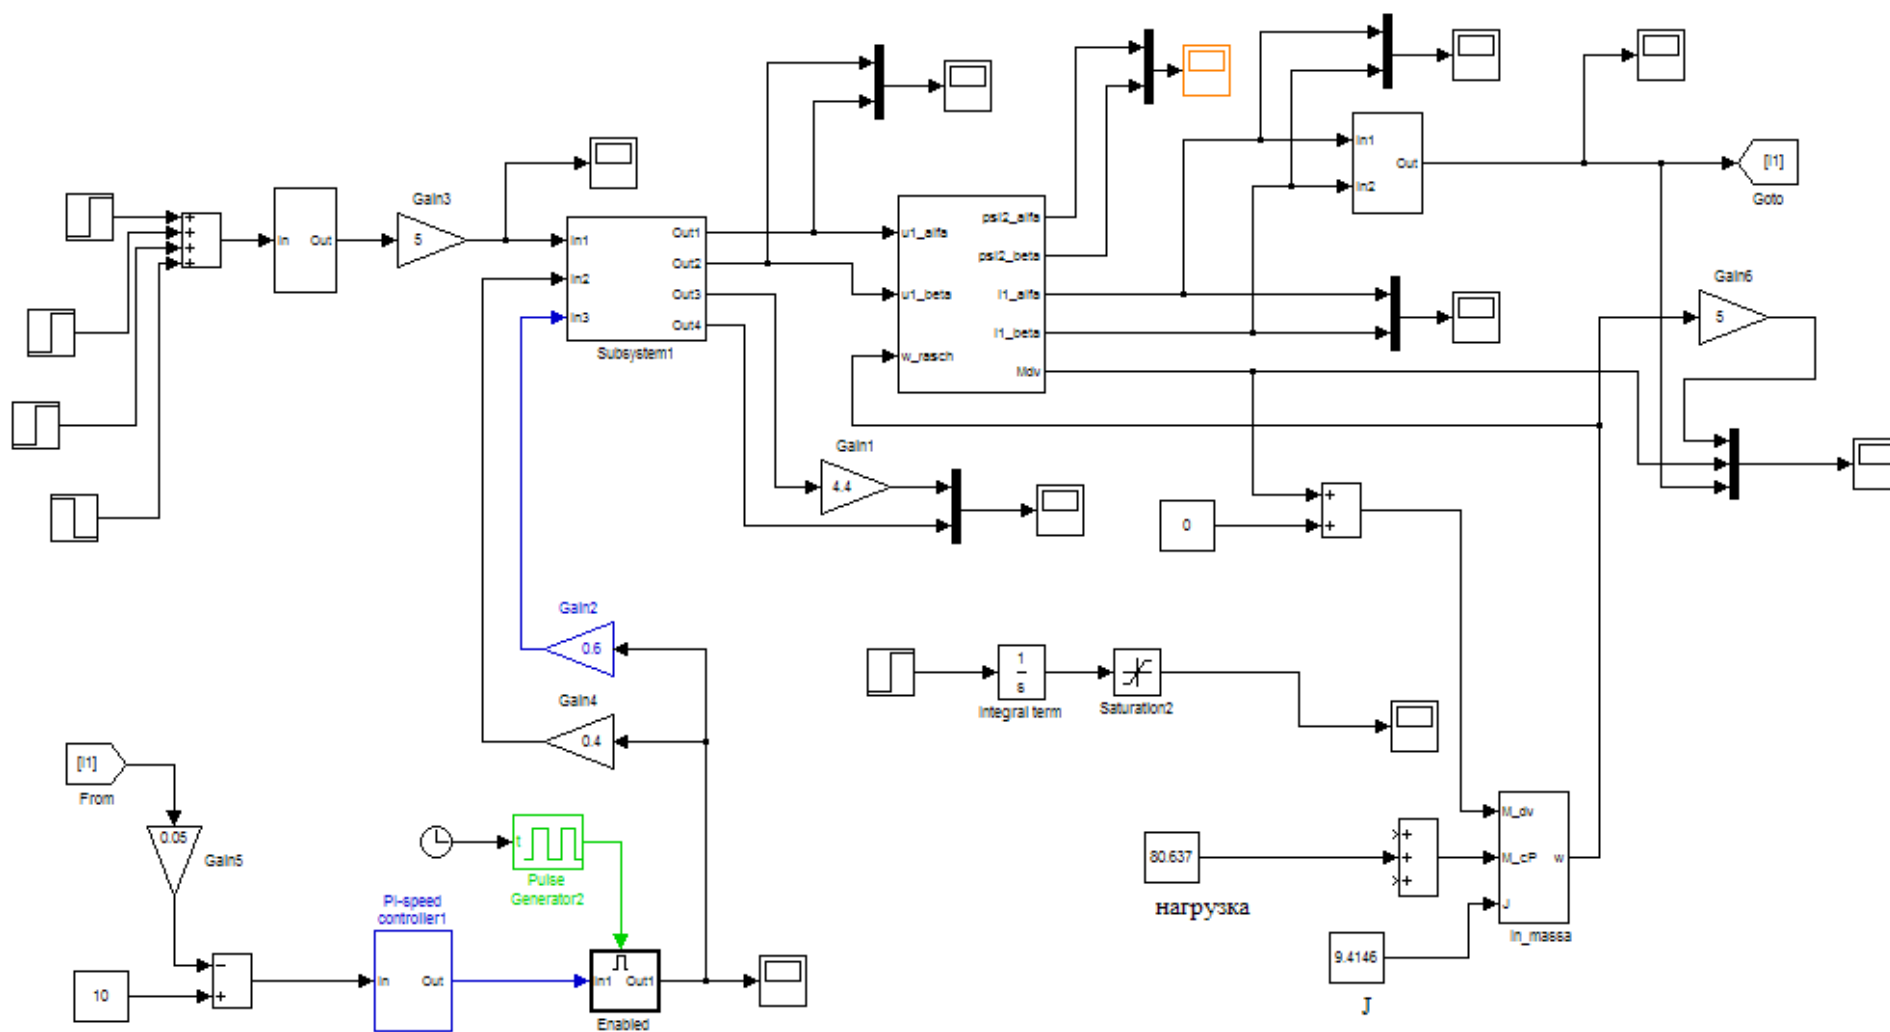 Gain3
5
+
+
+
+
In Out
In1
In2
In3
Out1
Out2
Out3
Out4
Subsystem1
u1_alfa
u1_beta
w_rasch
psi2_alfa
psi2_beta
I1_alfa
I1_beta
Mdv
In1
In2
Out
[I1]
Goto
Gain6
5
Gain1
4.4
0
+
+
Gain2
0.6
Gain4
0.4
1
s
Integral term
Saturation2
[I1]
From
0.05
Gain5
t
Pulse
Generator2
PI-speed
controller1
In Out
10
−
+
In1 Out1
Enabled
80.637
нагрузка
+
+
+
M_dv
M_cP
J
w
in_massa
9.4146
J